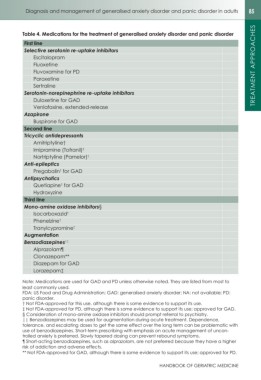 Diagnosis and management of generalised anxiety disorder and panic disorder in adults
85
TREATMENT APPROACHES
Table 4. Medications for the treatment of generalised anxiety disorder and panic disorder
First line
Selective serotonin re-uptake inhibitors
Escitalopram
Fluoxetine
Fluvoxamine for PD
Paroxetine
Sertraline
Serotonin-norepinephrine re-uptake inhibitors
Duloxetine for GAD
Venlafaxine, extended-release
Azapirone
Buspirone for GAD
Second line
Tricyclic antidepressants
Amitriptyline
Imipramine (Tofranil)
Nortriptyline (Pamelor)
Anti-epileptics
Pregabalin for GAD
Antipsychotics
Quetiapine for GAD
Hydroxyzine
Third line
Mono-amine oxidase inhibitors§
Isocarboxazid
Phenelzine
Tranylcypromine
Augmentation
Benzodiazepines
Alprazolam¶
Clonazepam**
Diazepam for GAD
Lorazepam
Note: Medications are used for GAD and PD unless otherwise noted. They are listed from most to
least commonly used.
FDA: US Food and Drug Administration; GAD: generalised anxiety disorder; NA: not available; PD:
panic disorder.
Not FDA approved for this use, although there is some evidence to support its use.
Not FDA approved for PD, although there is some evidence to support its use; approved for GAD.
§ Consideration of mono-amine oxidase inhibitors should prompt referral to psychiatry.
Benzodiazepines may be used for augmentation during acute treatment. Dependence,
tolerance, and escalating doses to get the same effect over the long term can be problematic with
use of benzodiazepines. Short-term prescribing with emphasis on acute management of uncon-
trolled anxiety is preferred. Slowly tapered dosing can prevent rebound symptoms.
¶ Short-acting benzodiazepines, such as alprazolam, are not preferred because they have a higher
risk of addiction and adverse effects.
** Not FDA-approved for GAD, although there is some evidence to support its use; approved for PD.
HANDBOOK OF GERIATRIC MEDICINE